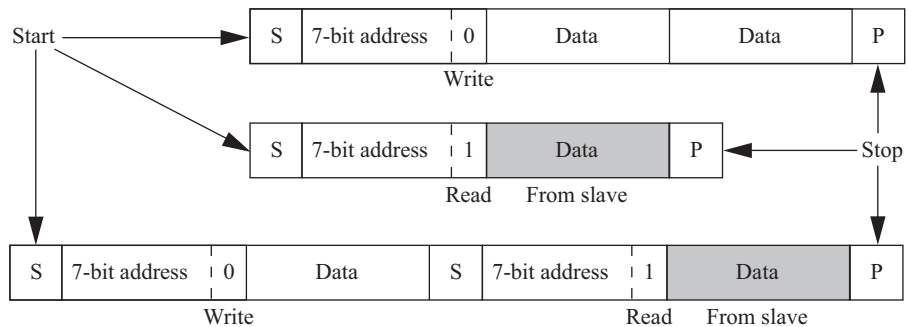 S 7-bit address 0 Data Data P
Start
Write
S 7-bit address 1 Data P
Stop
Read From slave
S 7-bit address 0 Data S 7-bit address 1 Data P
Write Read From slave